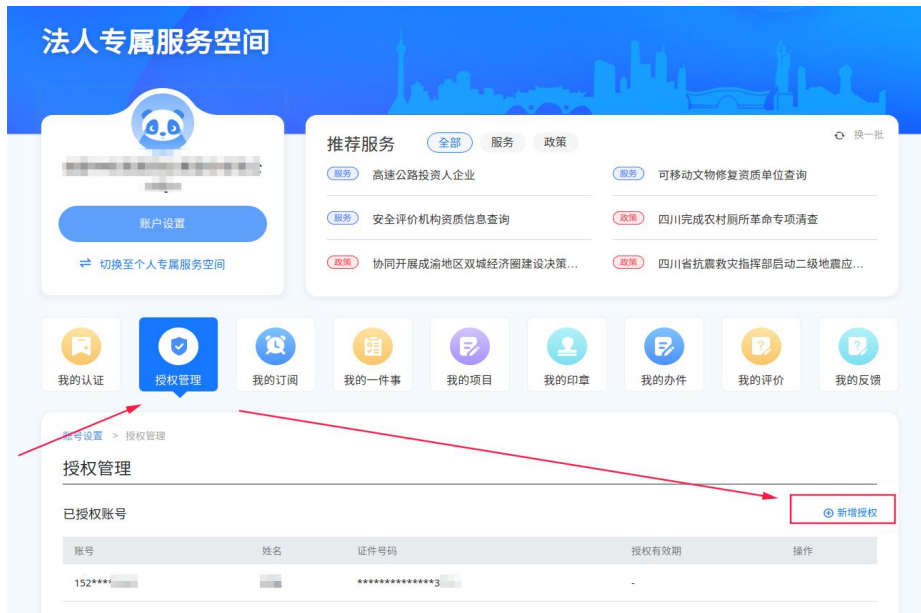 法人专属服务空间
账户设置
切换至个人专属服务空间
推荐服务 全部 服务 政策 换一批
服务 高速公路投资人企业 服务 可移动文物修复资质单位查询
服务 安全评价机构资质信息查询 政策 四川完成农村厕所革命专项清查
政策 协同开展成渝地区双城经济圈建设决策... 政策 四川省抗震救灾指挥部启动二级地震应...
我的认证 授权管理 我的订阅 我的一件事 我的项目 我的印章 我的办件 我的评价 我的反馈
账号设置 > 授权管理
授权管理
已授权账号 新增授权
账号 姓名 证件号码 授权有效期 操作
152**** **************3 -